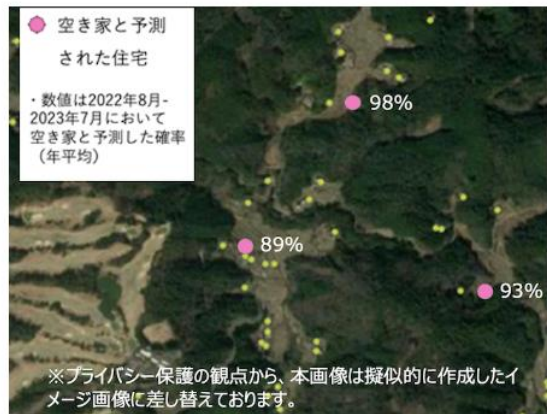 空き家と予測
された住宅
・数値は2022年8月-
2023年7月において
空き家と予測した確率
（年平均）
98%
89%
93%
※プライバシー保護の観点から、本画像は擬似的に作成したイ
メージ画像に差し替えております。